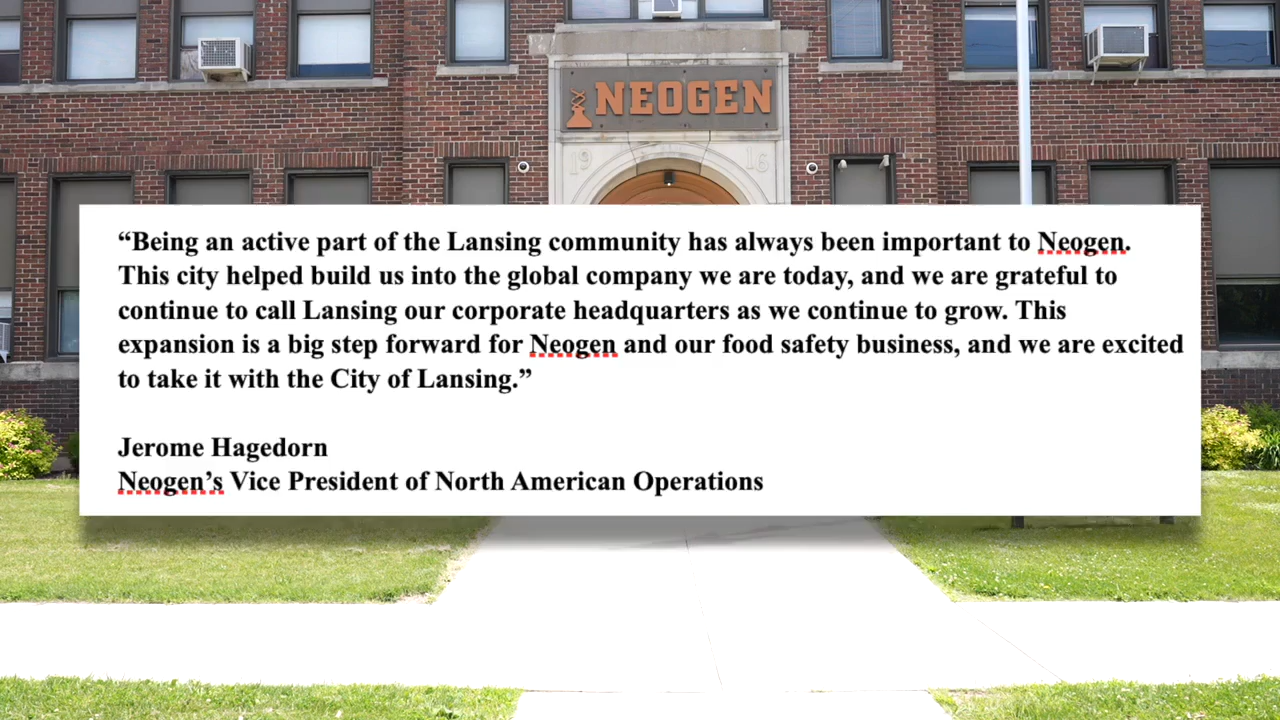 NEOGEN
19 16
“Being an active part of the Lansing community has always been important to Neogen.
This city helped build us into the global company we are today, and we are grateful to
continue to call Lansing our corporate headquarters as we continue to grow. This
expansion is a big step forward for Neogen and our food safety business, and we are excited
to take it with the City of Lansing.”
Jerome Hagedorn
Neogen’s Vice President of North American Operations